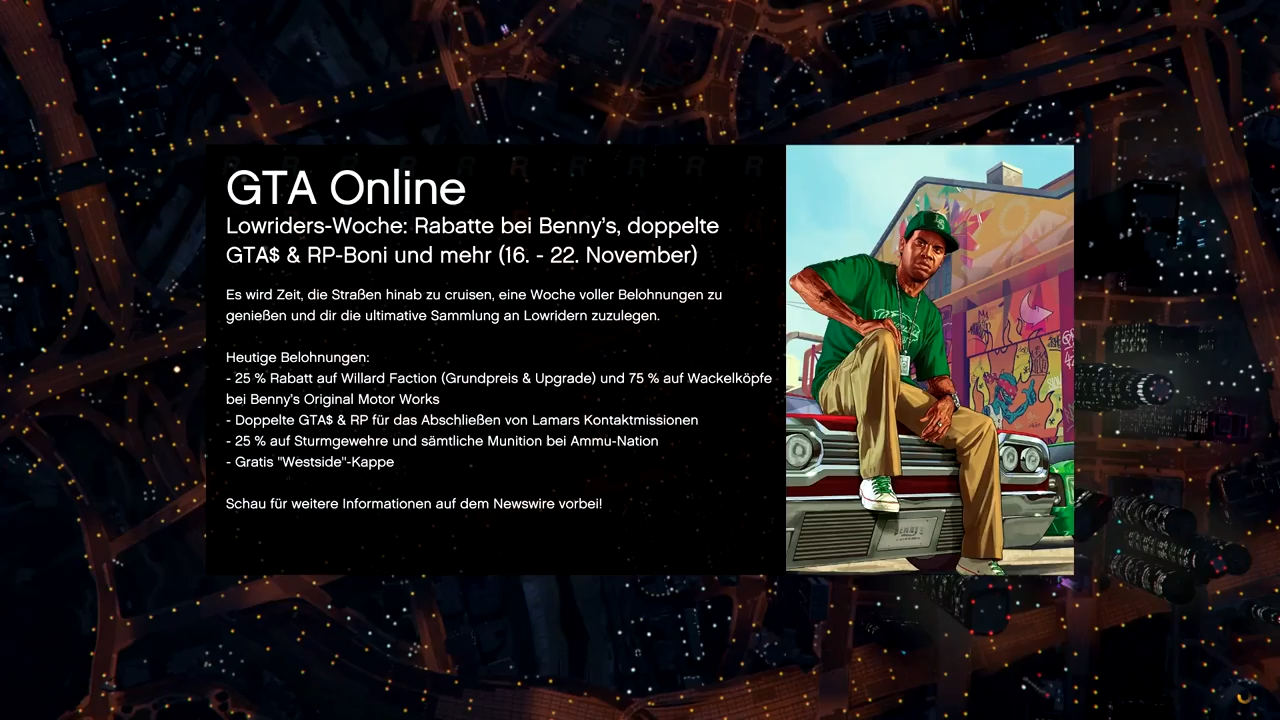 GTA Online
Lowriders-Woche: Rabatte bei Benny's, doppelte
GTA$ & RP-Boni und mehr (16. - 22. November)
Es wird Zeit, die Straßen hinab zu cruisen, eine Woche voller Belohnungen zu
genießen und dir die ultimative Sammlung an Lowridern zuzulegen.
Heutige Belohnungen:
- 25 % Rabatt auf Willard Faction (Grundpreis & Upgrade) und 75 % auf Wackelköpfe
bei Benny's Original Motor Works
- Doppelte GTA$ & RP für das Abschließen von Lamars Kontaktmissionen
- 25 % auf Sturmgewehre und sämtliche Munition bei Ammu-Nation
- Gratis "Westside"-Kappe
Schau für weitere Informationen auf dem Newswire vorbei!
LS
Benny's